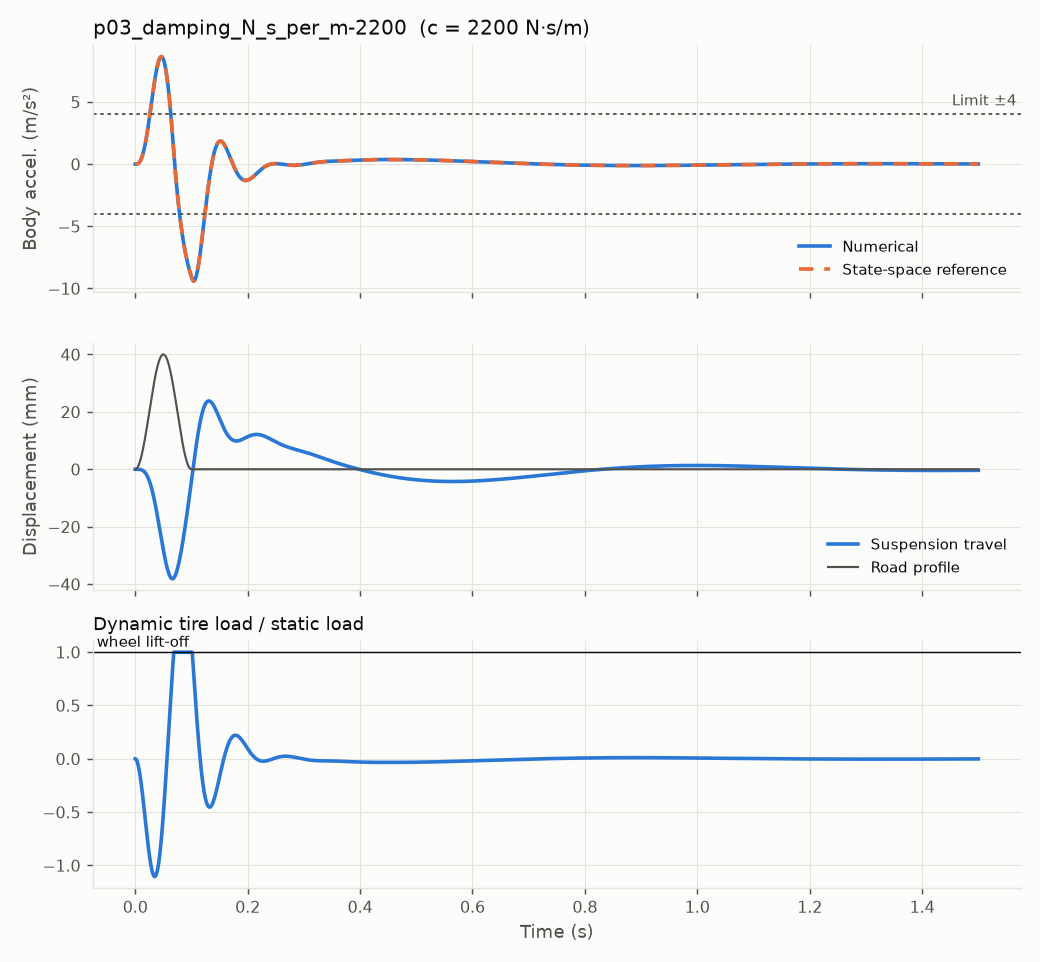 p03_damping_N_s_per_m-2200  (c = 2200 N·s/m)
Body accel. (m/s²)
5
0
−5
−10
Limit ±4
Numerical
State-space reference
Displacement (mm)
40
20
0
−20
−40
Suspension travel
Road profile
Dynamic tire load / static load
wheel lift-off
1.0
0.5
0.0
−0.5
−1.0
0.0 0.2 0.4 0.6 0.8 1.0 1.2 1.4
Time (s)